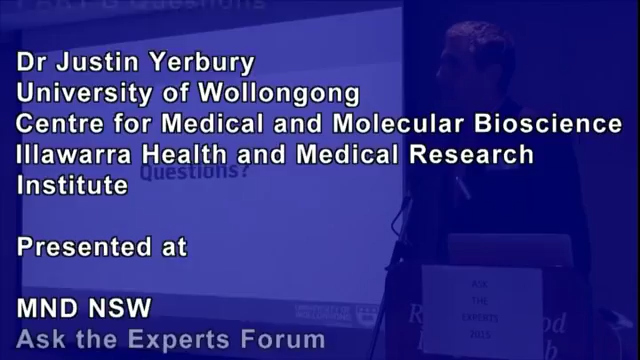 Dr Justin Yerbury
University of Wollongong
Centre for Medical and Molecular Bioscience
Illawarra Health and Medical Research
Institute
Questions?
Presented at
MND NSW
Ask the Experts Forum
ASK
THE
EXPERTS
2015